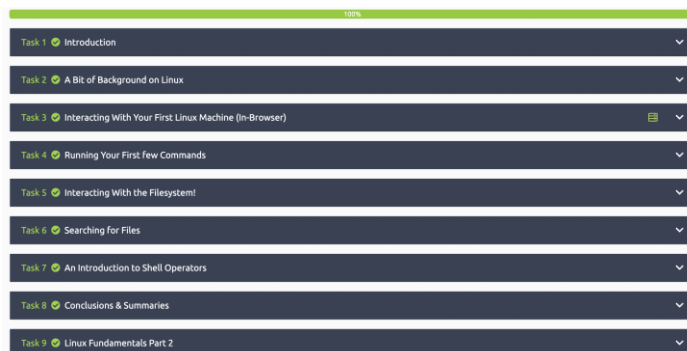 100%
Task 1 Introduction
Task 2 A Bit of Background on Linux
Task 3 Interacting With Your First Linux Machine (In-Browser)
Task 4 Running Your First few Commands
Task 5 Interacting With the Filesystem!
Task 6 Searching for Files
Task 7 An Introduction to Shell Operators
Task 8 Conclusions & Summaries
Task 9 Linux Fundamentals Part 2